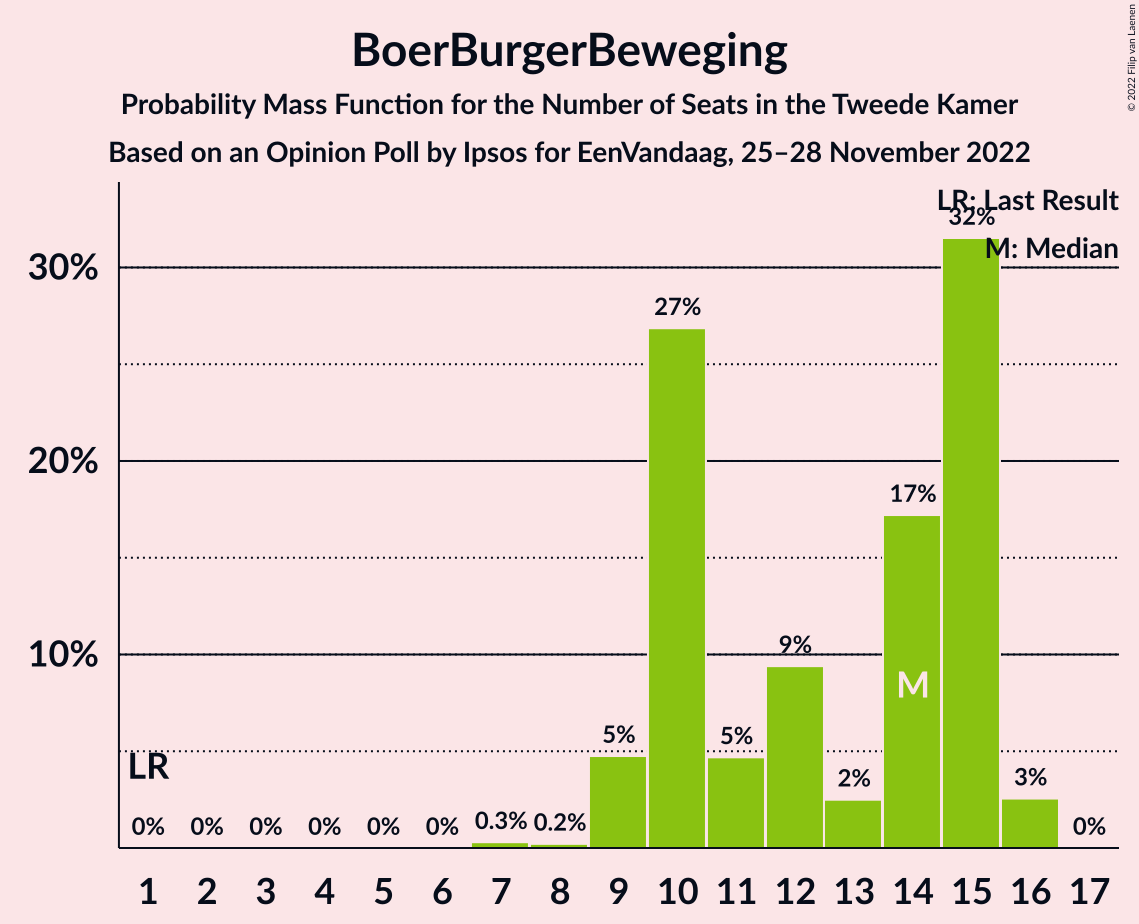 BoerBurgerBeweging
Probability Mass Function for the Number of Seats in the Tweede Kamer
Based on an Opinion Poll by Ipsos for EenVandaag, 25–28 November 2022
© 2022 Filip van Laenen
LR: Last Result
M: Median
30%
20%
10%
LR
0%
0%
0%
0%
0%
0%
0.3%
0.2%
5%
27%
5%
9%
2%
17%
M
32%
3%
0%
1 2 3 4 5 6 7 8 9 10 11 12 13 14 15 16 17